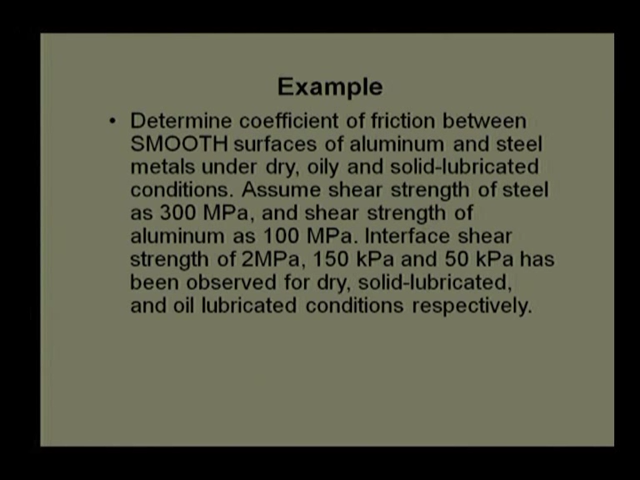 Example
• Determine coefficient of friction between
SMOOTH surfaces of aluminum and steel
metals under dry, oily and solid-lubricated
conditions. Assume shear strength of steel
as 300 MPa, and shear strength of
aluminum as 100 MPa. Interface shear
strength of 2MPa, 150 kPa and 50 kPa has
been observed for dry, solid-lubricated,
and oil lubricated conditions respectively.